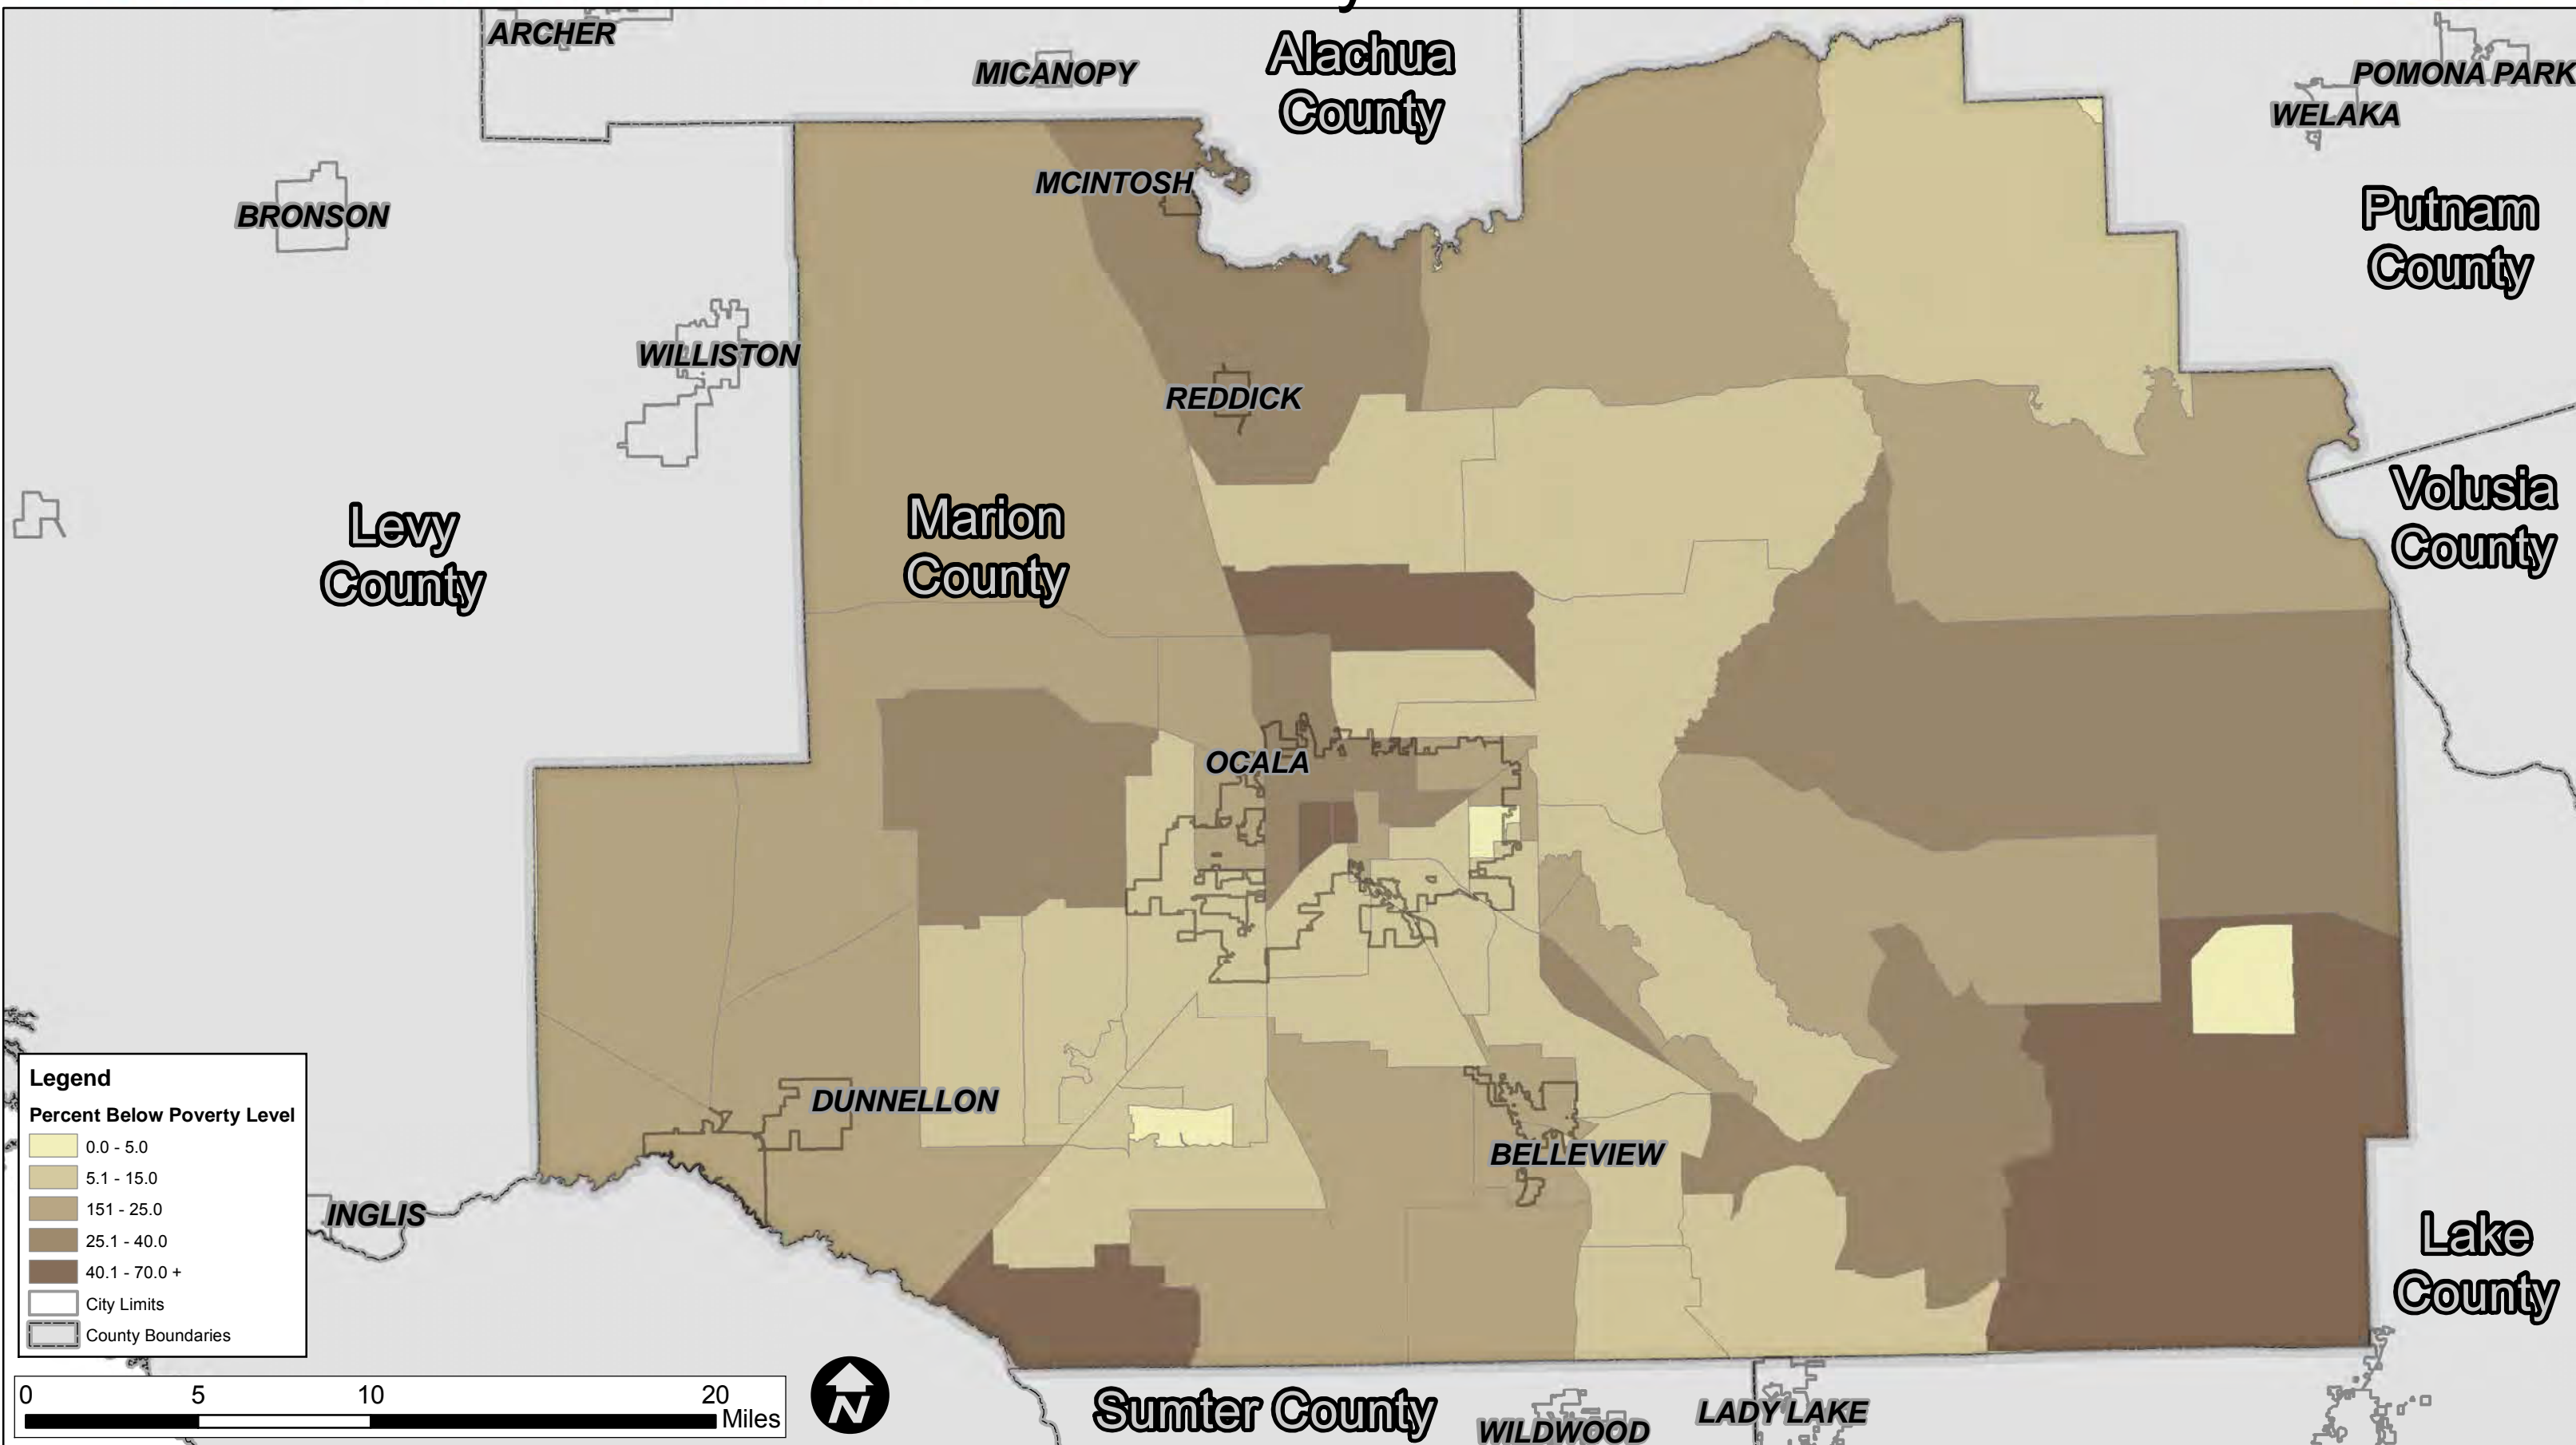 ARCHER
MICANOPY
Alachua
County
POMONA PARK
WELAKA
MCINTOSH
BRONSON
Putnam
County
WILLISTON
REDDICK
Levy
County
Marion
County
Volusia
County
OCALA
DUNNELLON
BELLEVIEW
INGLIS
Lake
County
Legend
Percent Below Poverty Level
0.0 - 5.0
5.1 - 15.0
151 - 25.0
25.1 - 40.0
40.1 - 70.0 +
City Limits
County Boundaries
0 5 10 20
Miles
N
Sumter County
WILDWOOD
LADY LAKE